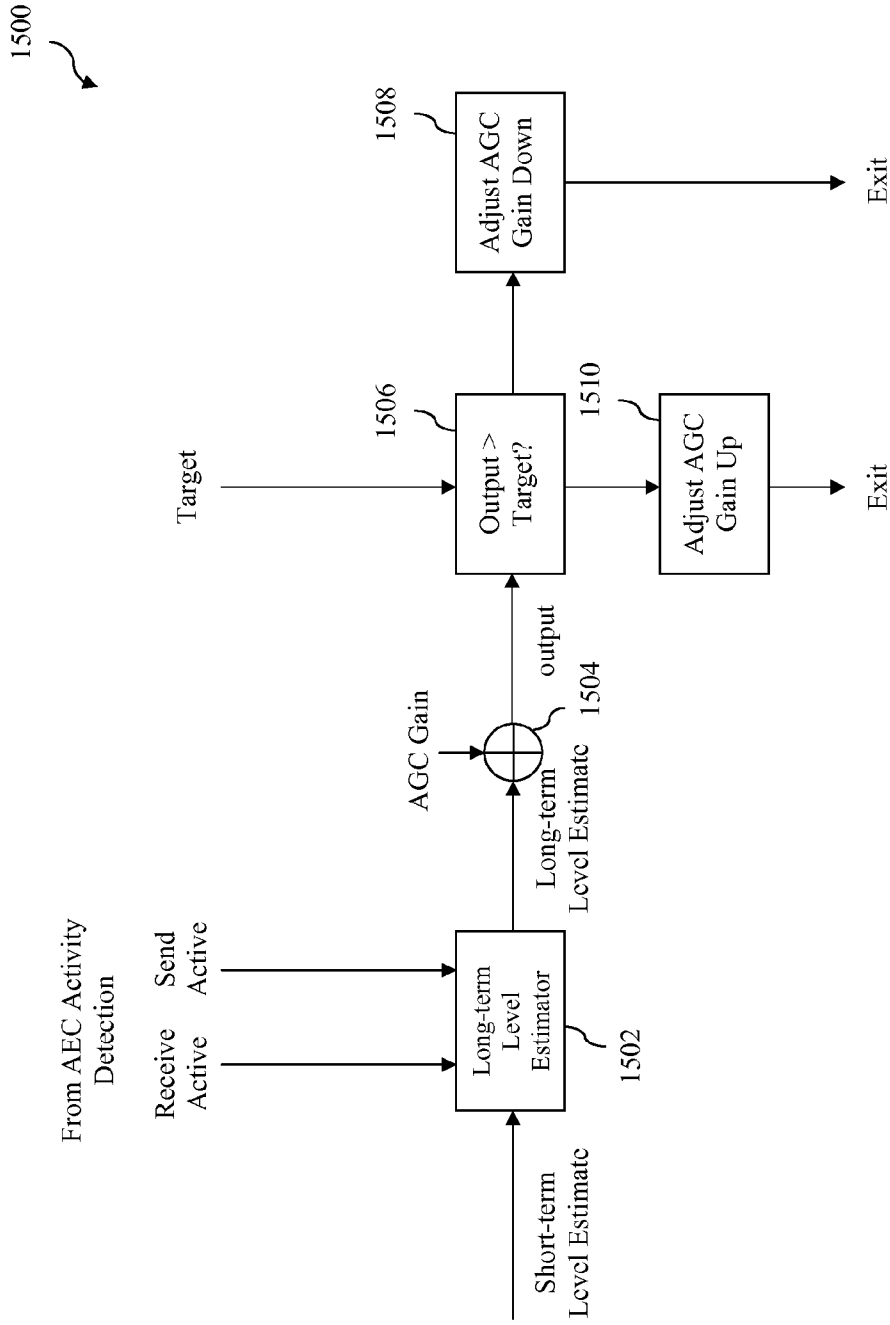 1500
From AEC Activity
Detection
Receive
Active
Send
Active
Target
Short-term
Level Estimate
Long-term
Level
Estimator
1502
Long-term
Level Estimate
AGC Gain
1504
output
Output >
Target?
1506
Adjust AGC
Gain Down
1508
Adjust AGC
Gain Up
1510
Exit
Exit